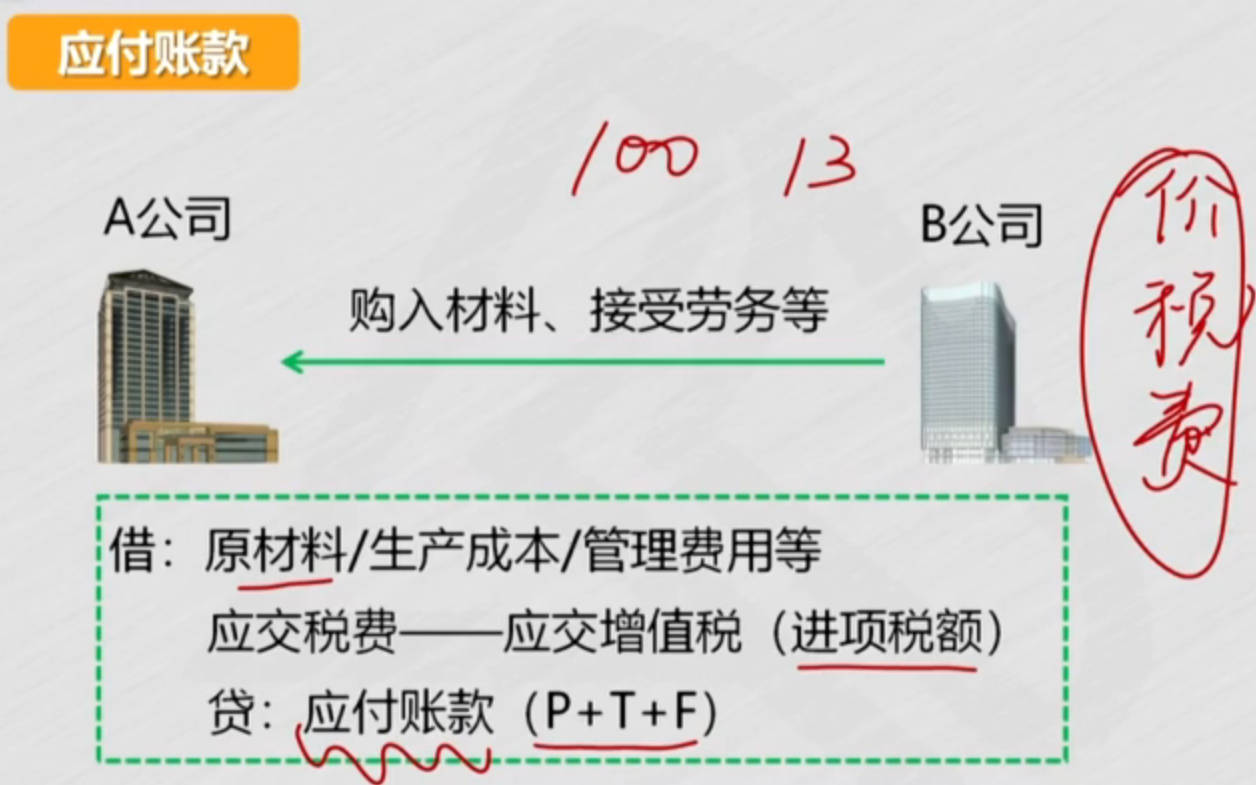 应付账款
100 13
A公司
B公司
价
税
费
购入材料、接受劳务等
借：原材料/生产成本/管理费用等
应交税费——应交增值税（进项税额）
贷：应付账款（P+T+F）